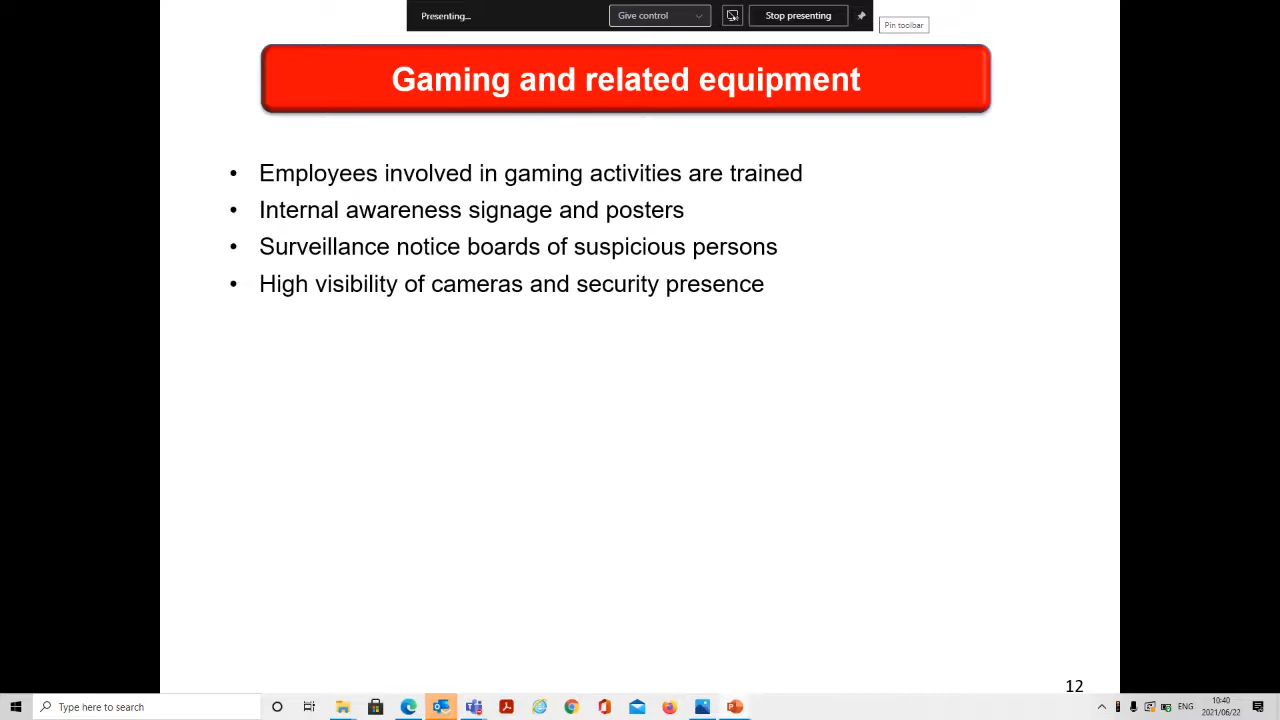 Presenting...
Give control
Stop presenting
Pin toolbar
Gaming and related equipment
• Employees involved in gaming activities are trained
• Internal awareness signage and posters
• Surveillance notice boards of suspicious persons
• High visibility of cameras and security presence
12
Type here to search
ENG
10:40
2021/06/22